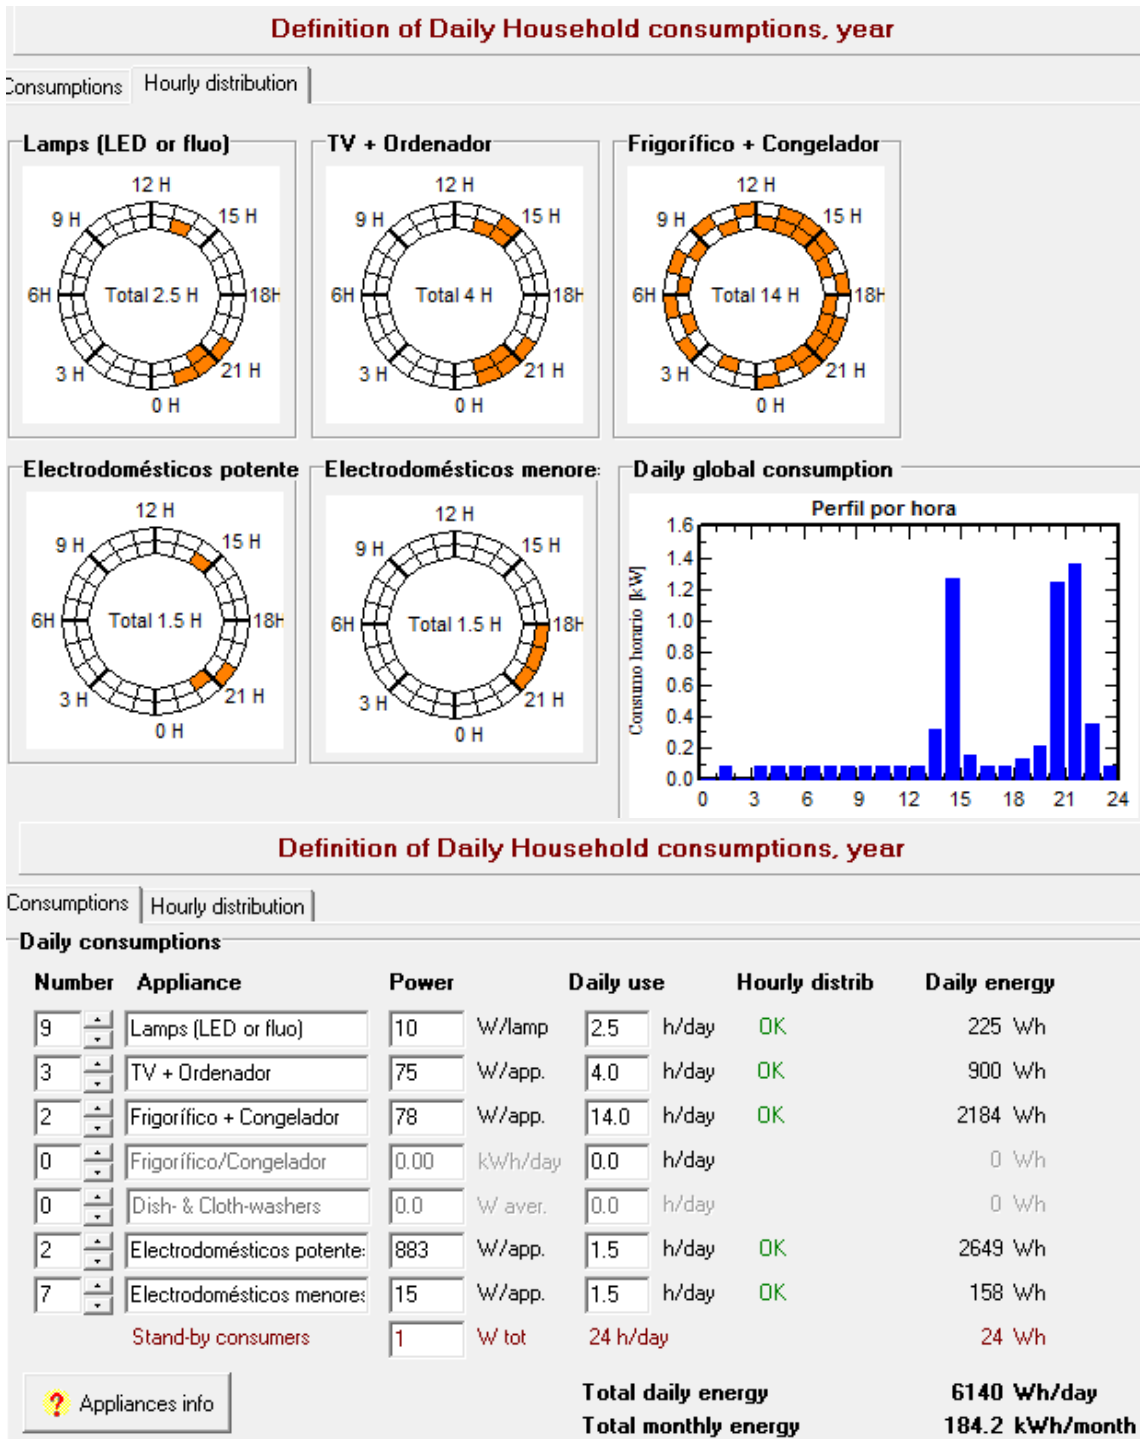 Definition of Daily Household consumptions, year
Consumptions Hourly distribution
Lamps (LED or fluo) TV + Ordenador Frigorífico + Congelador
12 H 12 H 12 H
9 H 15 H 9 H 15 H 9 H 15 H
6H Total 2.5 H 18H 6H Total 4 H 18H 6H Total 14 H 18H
3 H 21 H 3 H 21 H 3 H 21 H
0 H 0 H 0 H
Electrodomésticos potente Electrodomésticos menore: Daily global consumption
12 H 12 H
9 H 15 H 9 H 15 H
6H Total 1.5 H 18H 6H Total 1.5 H 18H
3 H 21 H 3 H 21 H
0 H 0 H
Perfil por hora
Consumo horario [kW]
1.6
1.4
1.2
1.0
0.8
0.6
0.4
0.2
0.0
0 3 6 9 12 15 18 21 24
Definition of Daily Household consumptions, year
Consumptions Hourly distribution
Daily consumptions
Number Appliance Power Daily use Hourly distrib Daily energy
9 Lamps (LED or fluo) 10 W/lamp 2.5 h/day OK 225 Wh
3 TV + Ordenador 75 W/app. 4.0 h/day OK 900 Wh
2 Frigorífico + Congelador 78 W/app. 14.0 h/day OK 2184 Wh
0 Frigorífico/Congelador 0.00 kWh/day 0.0 h/day 0 Wh
0 Dish- & Cloth-washers 0.0 W aver. 0.0 h/day 0 Wh
2 Electrodomésticos potente: 883 W/app. 1.5 h/day OK 2649 Wh
7 Electrodomésticos menores 15 W/app. 1.5 h/day OK 158 Wh
Stand-by consumers 1 W tot 24 h/day 24 Wh
? Appliances info
Total daily energy 6140 Wh/day
Total monthly energy 184.2 kWh/month